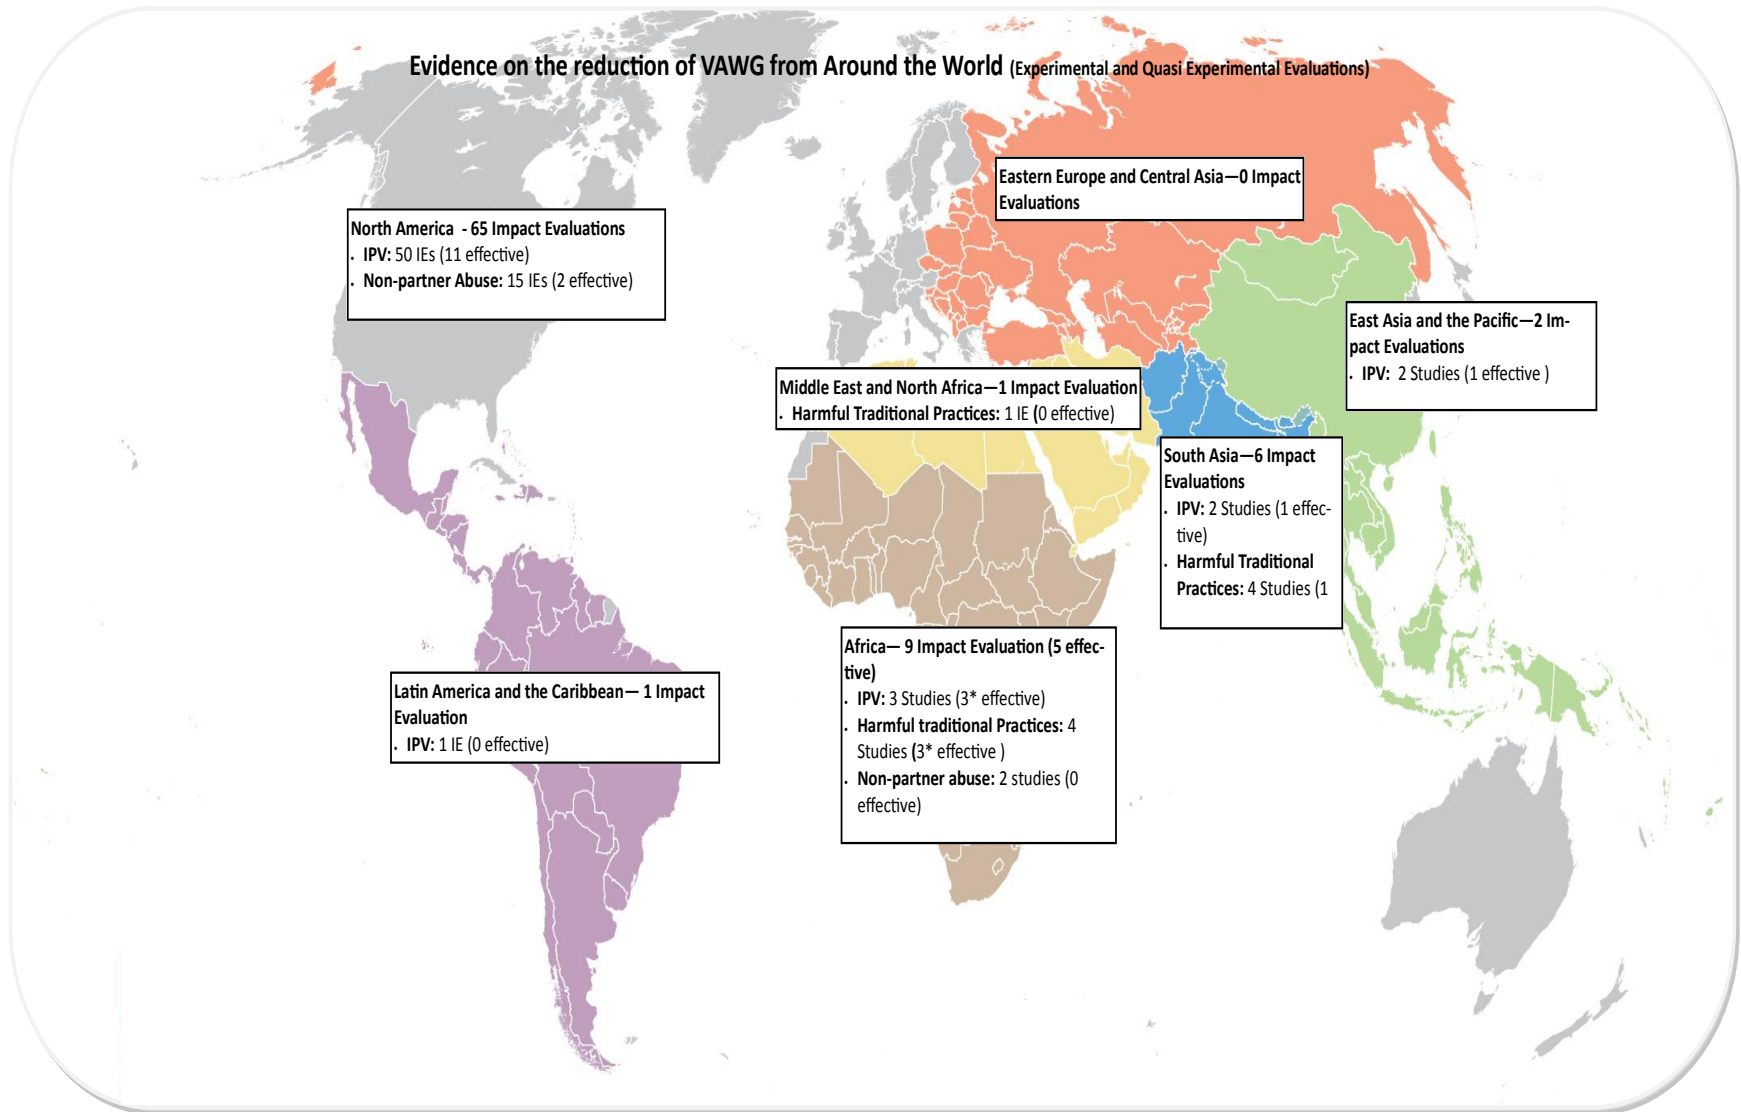 Evidence on the reduction of VAWG from Around the World (Experimental and Quasi Experimental Evaluations)
Eastern Europe and Central Asia—0 Impact
Evaluations
North America - 65 Impact Evaluations
. IPV: 50 IEs (11 effective)
. Non-partner Abuse: 15 IEs (2 effective)
East Asia and the Pacific—2 Im-
pact Evaluations
. IPV: 2 Studies (1 effective )
Middle East and North Africa—1 Impact Evaluation
. Harmful Traditional Practices: 1 IE (0 effective)
South Asia—6 Impact
Evaluations
. IPV: 2 Studies (1 effec-
tive)
. Harmful Traditional
Practices: 4 Studies (1
Africa— 9 Impact Evaluation (5 effec-
tive)
. IPV: 3 Studies (3* effective)
. Harmful traditional Practices: 4
Studies (3* effective )
. Non-partner abuse: 2 studies (0
effective)
Latin America and the Caribbean— 1 Impact
Evaluation
. IPV: 1 IE (0 effective)